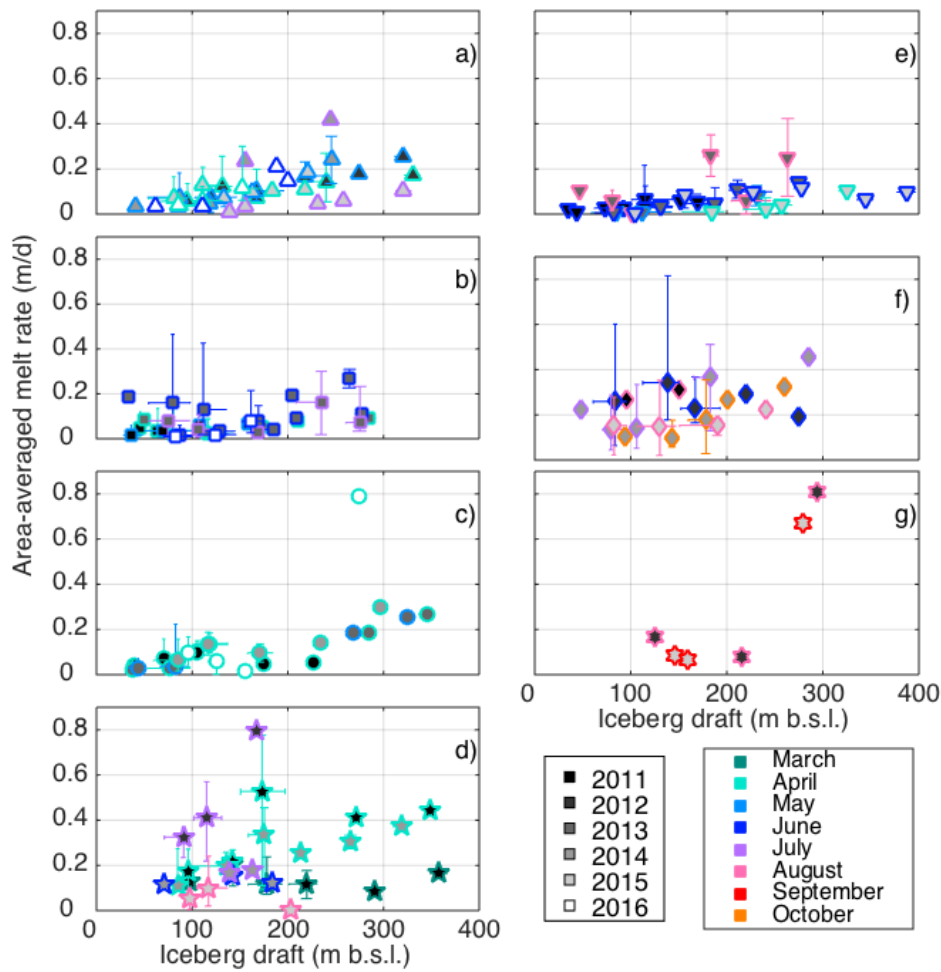 0.8
0.6
0.4
0.2
0
a)
0.8
0.6
0.4
0.2
0
b)
0.8
0.6
0.4
0.2
0
c)
0.8
0.6
0.4
0.2
0
d)
0
100
200
300
400
Iceberg draft (m b.s.l.)
Area-averaged melt rate (m/d)
e)
f)
g)
0
100
200
300
400
Iceberg draft (m b.s.l.)
2011
2012
2013
2014
2015
2016
March
April
May
June
July
August
September
October